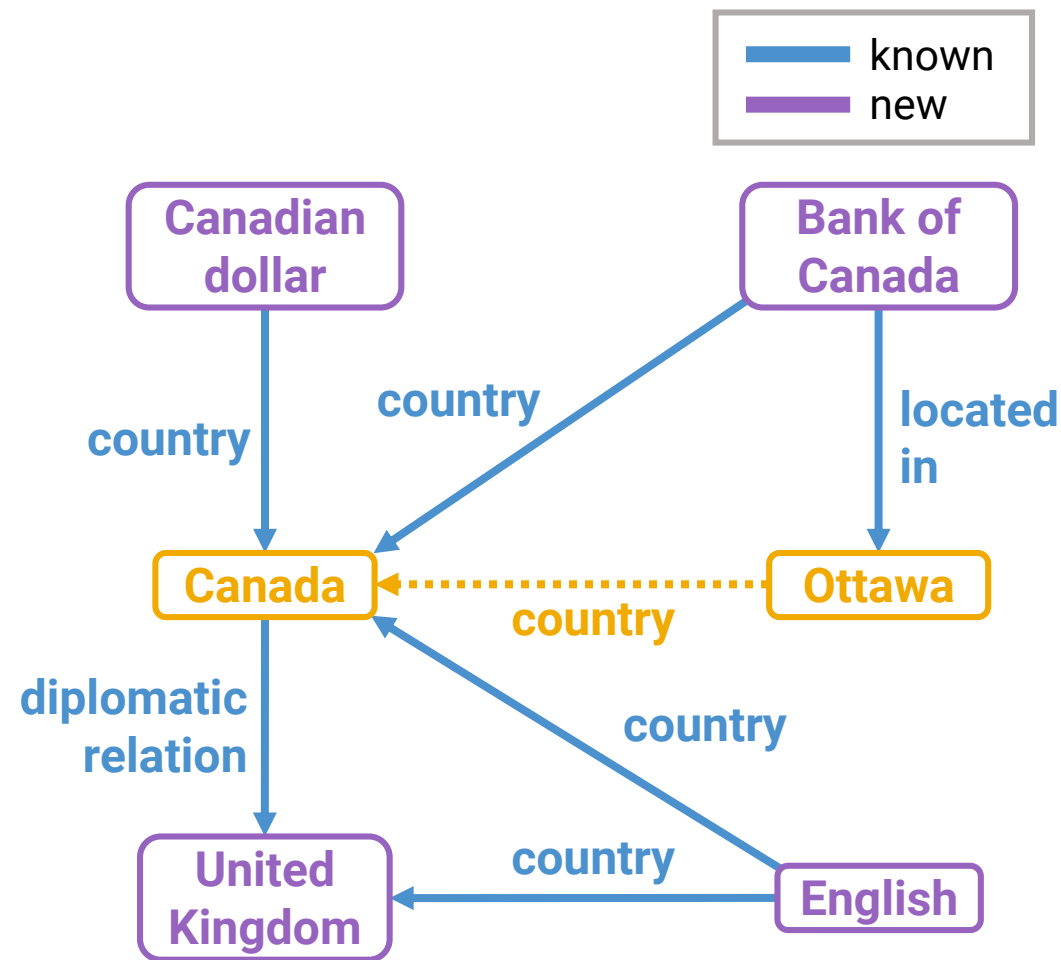 known
new
Canadian
dollar
Bank of
Canada
country
country
located
in
Canada
Ottawa
country
diplomatic
relation
country
country
United
Kingdom
English